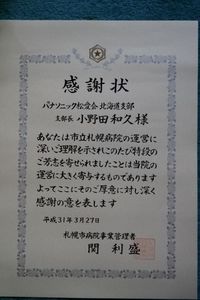 感謝状
パナソニック松愛会 北海道支部
支部長 小野田和久様
あなたは市立札幌病院の運営に
深いご理解を示されこのたび特段の
ご芳志を寄せられましたことは当院の
運営に大きく寄与するものであります
よってここにそのご厚意に対し深く
感謝の意を表します
平成31年3月27日
札幌市病院事業管理者
関 利盛